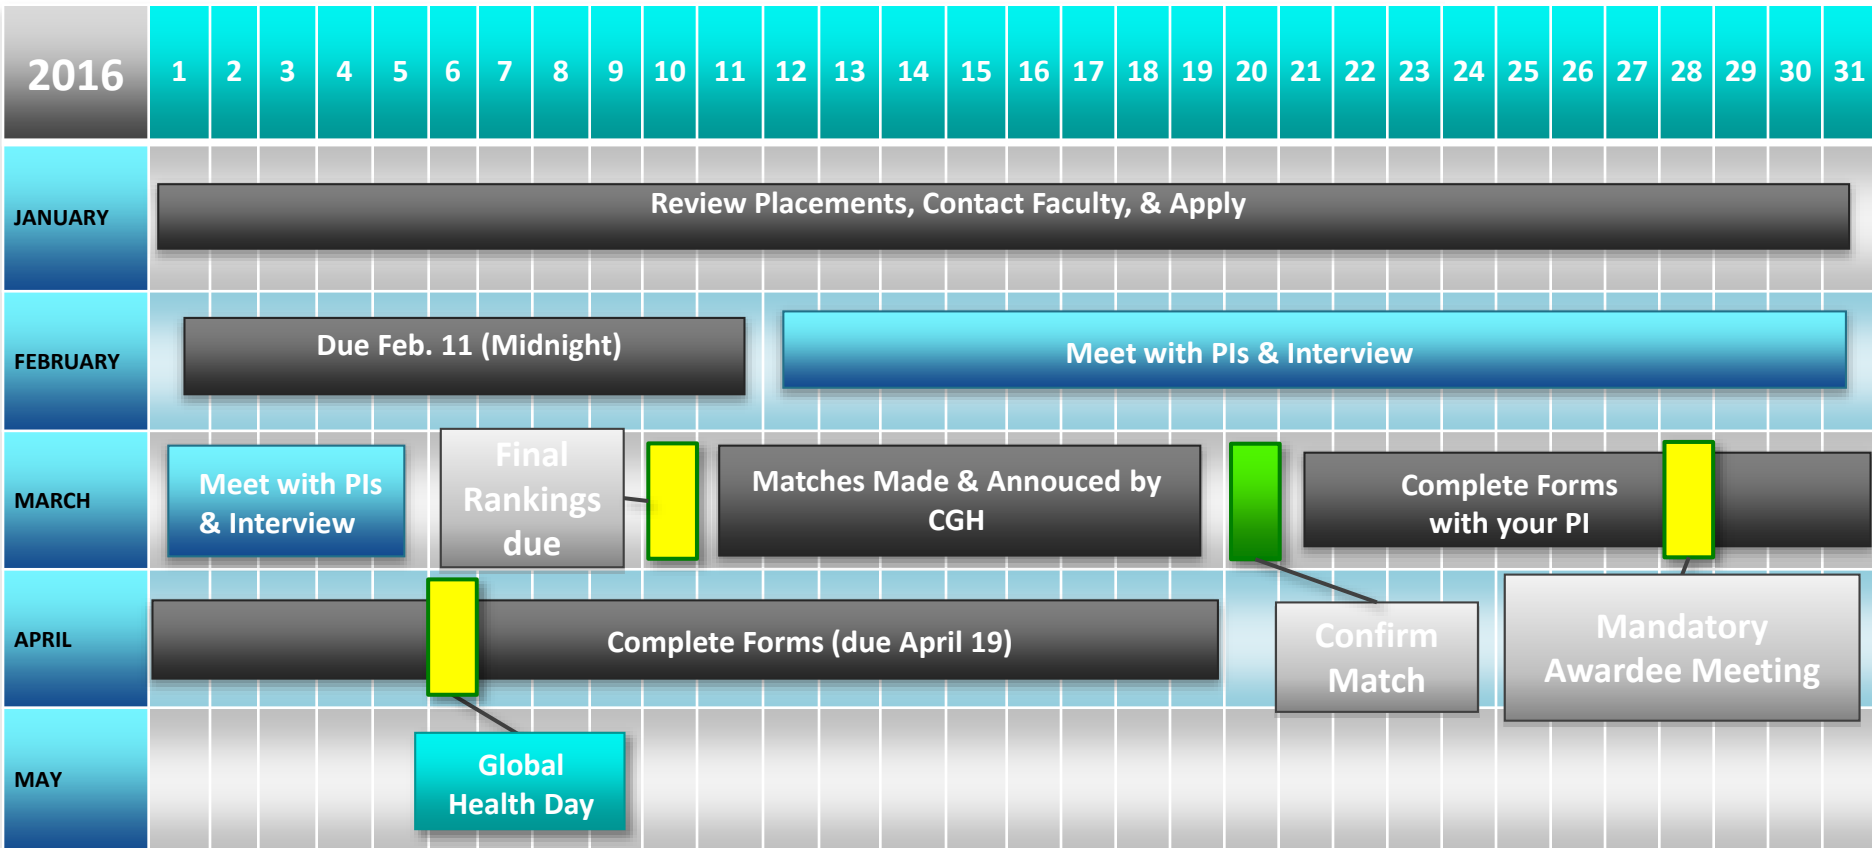 2016 1 2 3 4 5 6 7 8 9 10 11 12 13 14 15 16 17 18 19 20 21 22 23 24 25 26 27 28 29 30 31
JANUARY
Review Placements, Contact Faculty, & Apply
FEBRUARY
Due Feb. 11 (Midnight)
Meet with PIs & Interview
MARCH
Meet with PIs
& Interview
Final
Rankings
due
Matches Made & Annouced by
CGH
Complete Forms
with your PI
APRIL
Complete Forms (due April 19)
Confirm
Match
Mandatory
Awardee Meeting
MAY
Global
Health Day